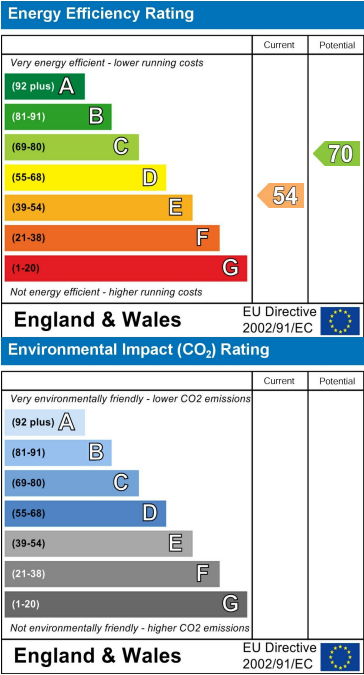 Energy Efficiency Rating
Current Potential
Very energy efficient - lower running costs
(92 plus) A
(81-91) B
(69-80) C
(55-68) D
(39-54) E
(21-38) F
(1-20) G
54
70
Not energy efficient - higher running costs
England & Wales
EU Directive
2002/91/EC
Environmental Impact (CO₂) Rating
Current Potential
Very environmentally friendly - lower CO2 emissions
(92 plus) A
(81-91) B
(69-80) C
(55-68) D
(39-54) E
(21-38) F
(1-20) G
Not environmentally friendly - higher CO2 emissions
England & Wales
EU Directive
2002/91/EC